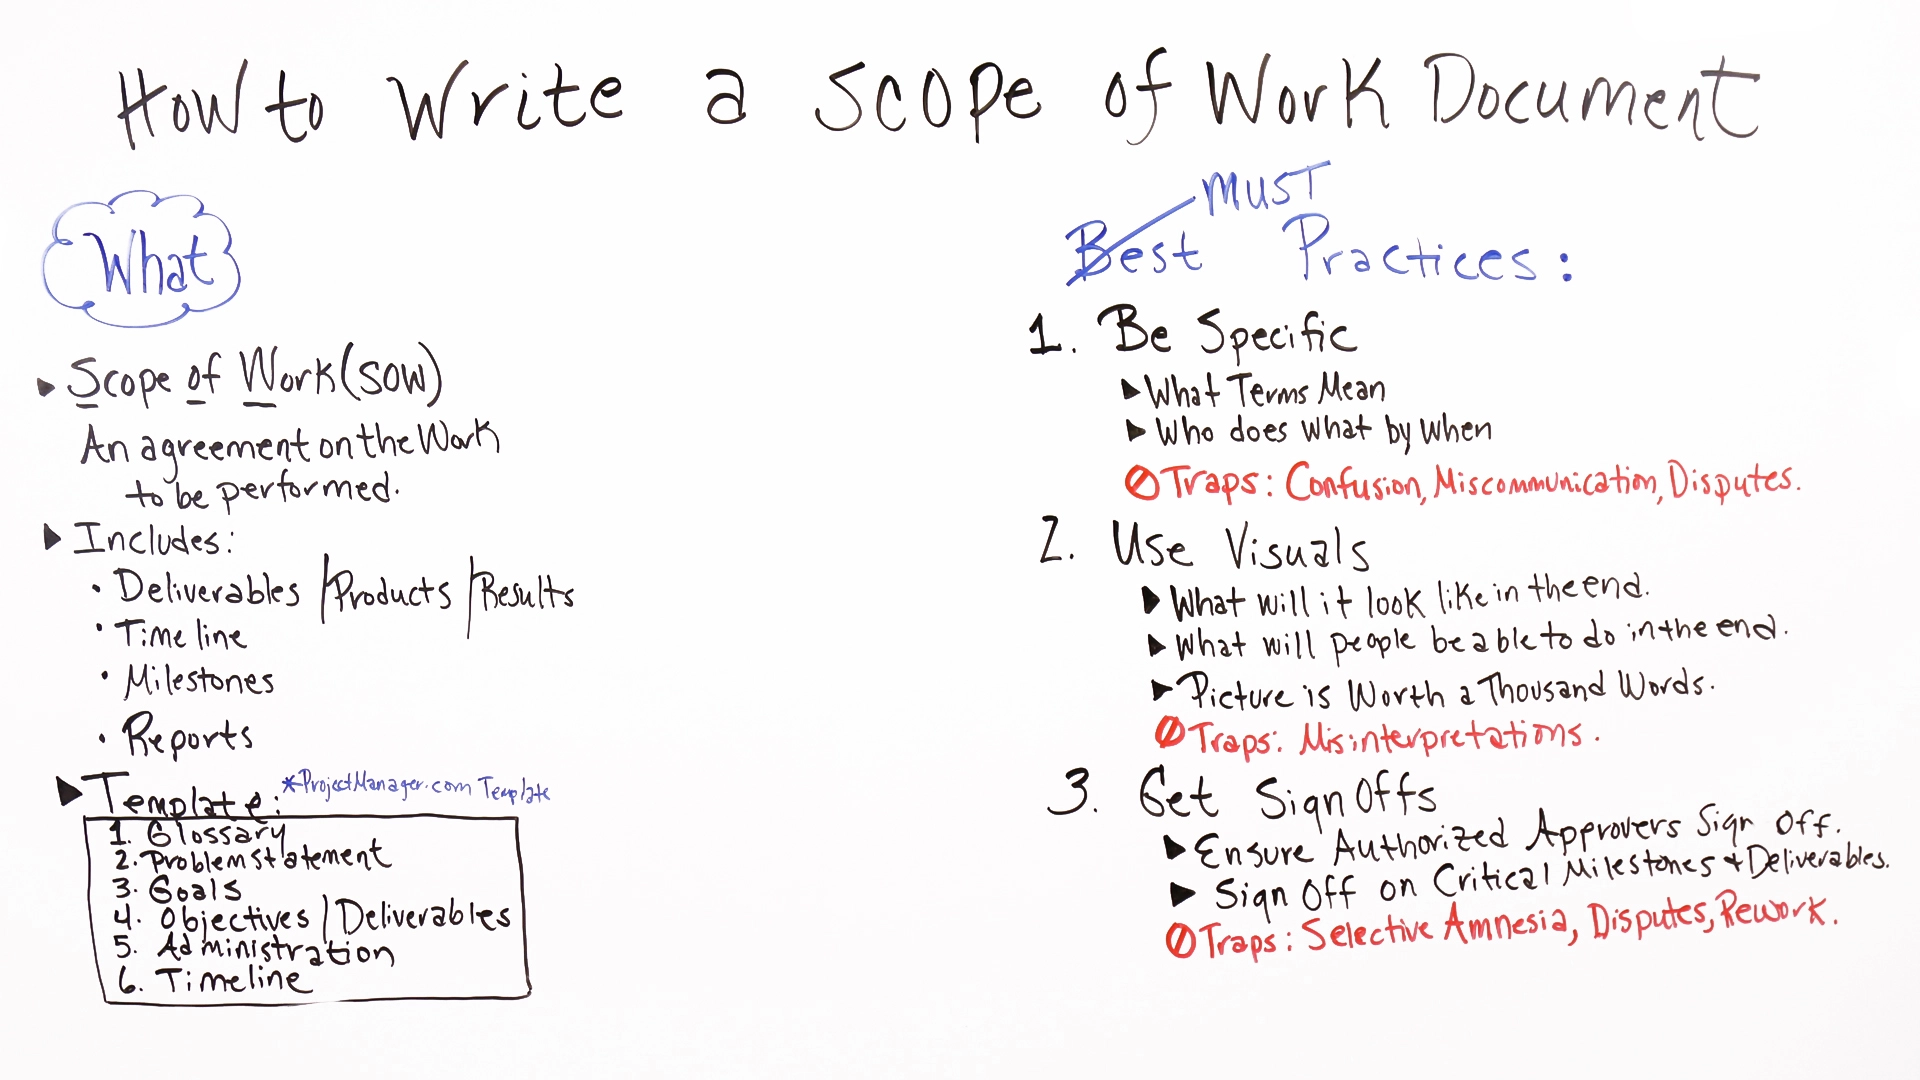 How to Write a Scope of Work Document
What
▶ Scope of Work (SOW)
An agreement on the Work
to be performed.
▶ Includes:
• Deliverables / Products / Results
• Timeline
• Milestones
• Reports
▶ Template: *ProjectManager.com Template
1. Glossary
2. Problem statement
3. Goals
4. Objectives / Deliverables
5. Administration
6. Timeline
MUST
Best Practices:
1. Be Specific
▶ What Terms Mean
▶ Who does what by when
Traps: Confusion, Miscommunication, Disputes.
2. Use Visuals
▶ What will it look like in the end.
▶ What will people be able to do in the end.
▶ Picture is Worth a Thousand Words.
Traps: Misinterpretations.
3. Get Sign Offs
▶ Ensure Authorized Approvers Sign Off.
▶ Sign Off on Critical Milestones + Deliverables.
Traps: Selective Amnesia, Disputes, Rework.